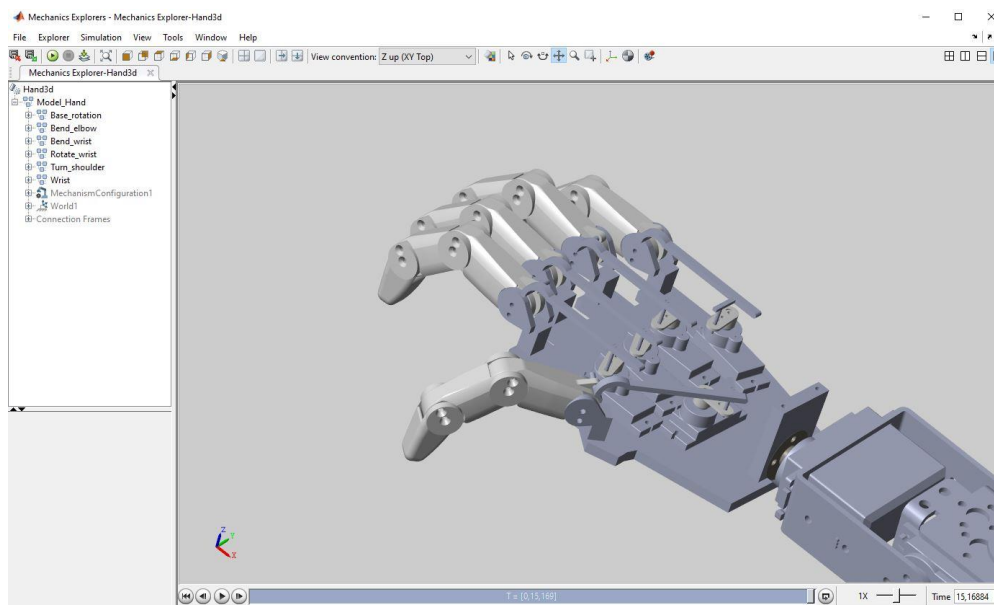 Mechanics Explorers - Mechanics Explorer-Hand3d
File Explorer Simulation View Tools Window Help
View convention: Z up (XY Top)
Mechanics Explorer-Hand3d
Hand3d
Model_Hand
Base_rotation
Bend_elbow
Bend_wrist
Rotate_wrist
Turn_shoulder
Wrist
MechanismConfiguration1
World1
Connection Frames
Z
Y
X
T = [0,15,169]
1X Time 15,16884